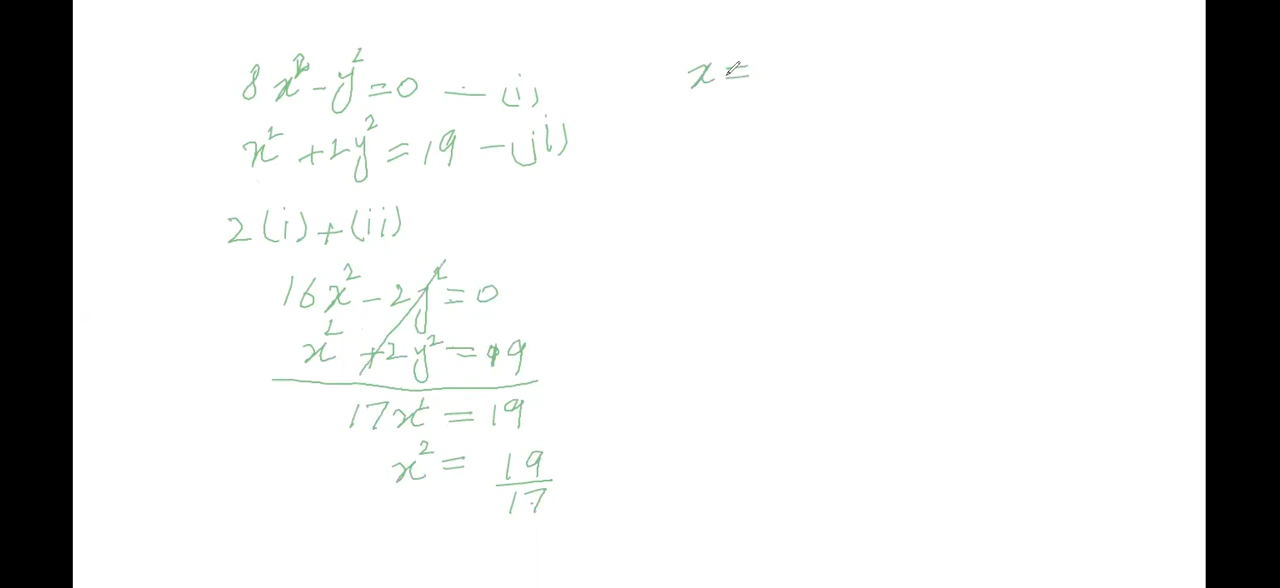 8x² - y² = 0 — (i)
x² + 2y² = 19 — (ii)
2(i) + (ii)
16x² - 2y² = 0
x² + 2y² = 19
17x² = 19
x² = 19/17
x =